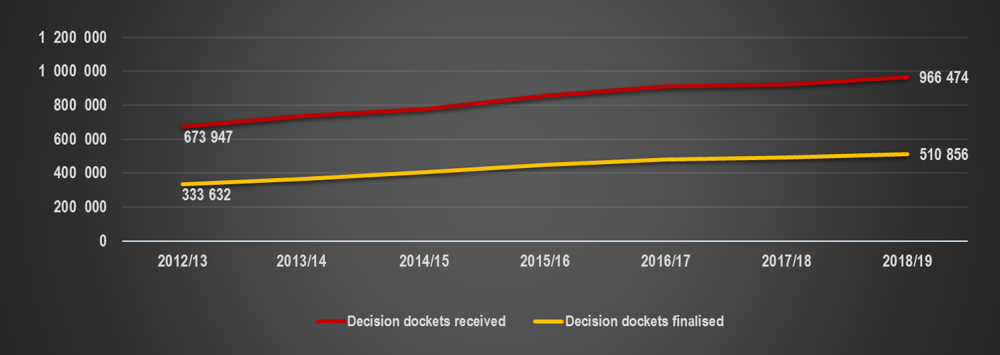 1 200 000
1 000 000
966 474
800 000
673 947
600 000
510 856
400 000
333 632
200 000
0
2012/13 2013/14 2014/15 2015/16 2016/17 2017/18 2018/19
Decision dockets received Decision dockets finalised